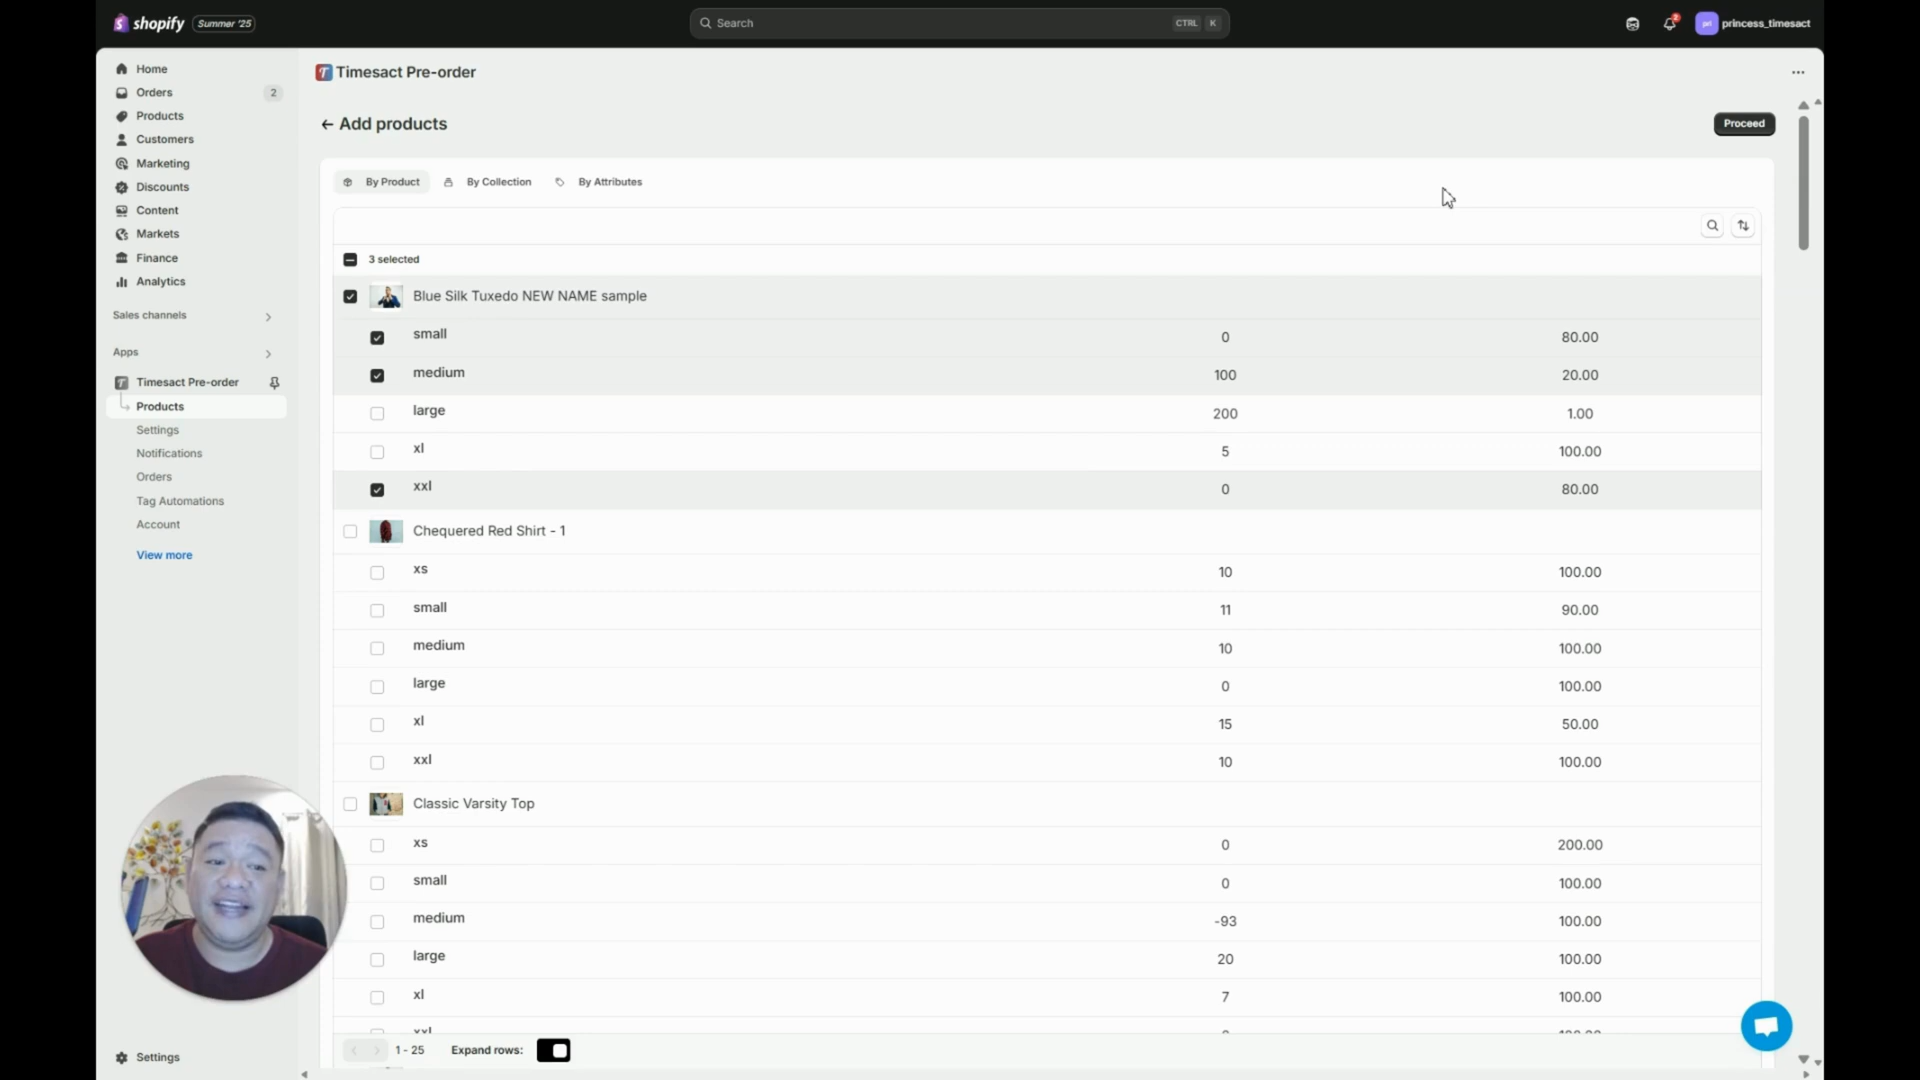 shopify Summer '25
Search CTRL K
2
pri princess_timesact
Home
Orders 2
Products
Customers
Marketing
Discounts
Content
Markets
Finance
Analytics
Sales channels
Apps
Timesact Pre-order
Products
Settings
Notifications
Orders
Tag Automations
Account
View more
Settings
Timesact Pre-order
Add products
Proceed
By Product By Collection By Attributes
3 selected
Blue Silk Tuxedo NEW NAME sample
small 0 80.00
medium 100 20.00
large 200 1.00
xl 5 100.00
xxl 0 80.00
Chequered Red Shirt - 1
xs 10 100.00
small 11 90.00
medium 10 100.00
large 0 100.00
xl 15 50.00
xxl 10 100.00
Classic Varsity Top
xs 0 200.00
small 0 100.00
medium -93 100.00
large 20 100.00
xl 7 100.00
xxl
1 - 25 Expand rows: